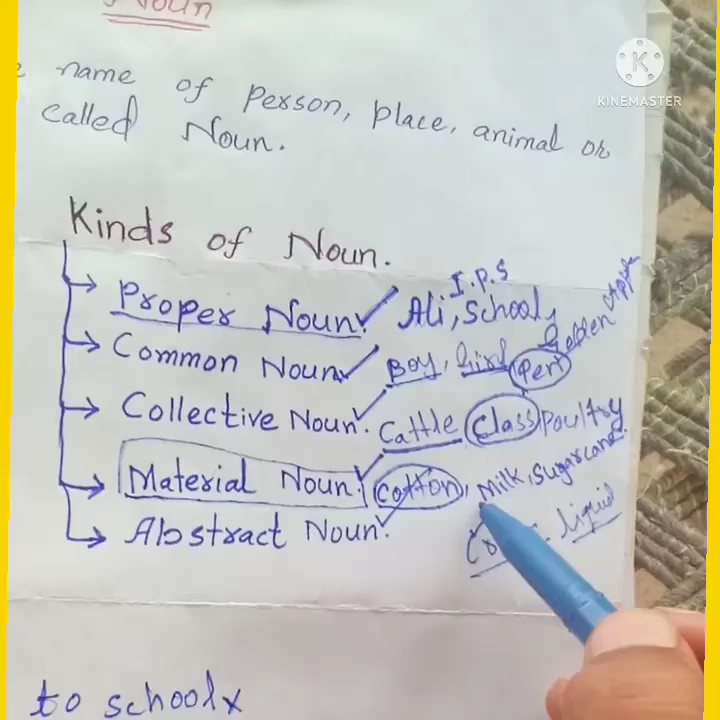 Noun
KINEMASTER
name of person, place, animal or
called Noun.
Kinds of Noun.
I.P.S
Proper Noun. Ali, School,
Golden Apple
Common Noun Boy, Girl Pen
Collective Noun. Cattle Class Poultry
Material Noun. Cotton, Milk, Sugarcane.
Abstract Noun. liquid
to school x